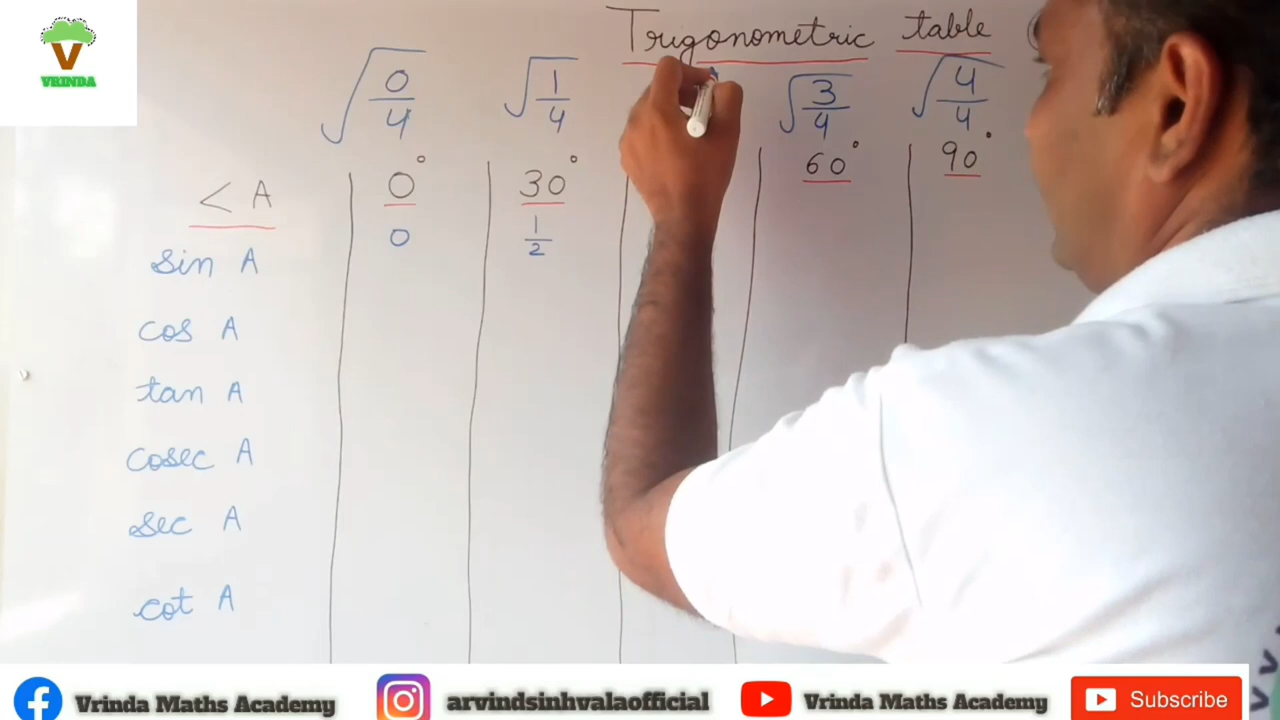 VRINDA
Trigonometric table
√0/4 √1/4 √3/4 √4/4
< A 0° 30° 60° 90°
sin A 0 1/2
cos A
tan A
cosec A
sec A
cot A
Vrinda Maths Academy arvindsinhvalaofficial Vrinda Maths Academy Subscribe